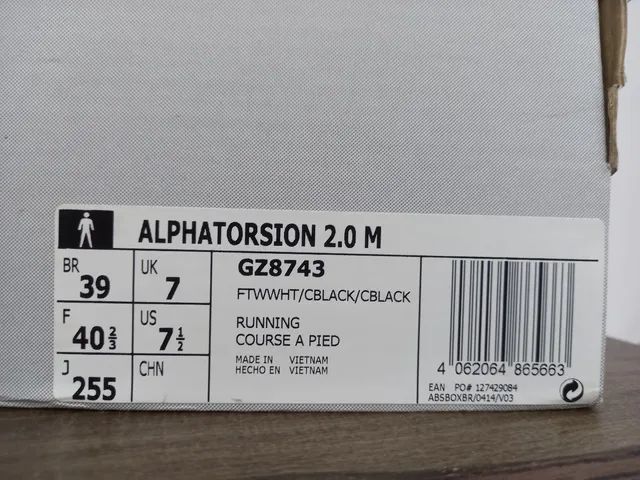 ALPHATORSION 2.0 M
BR 39
UK 7
F 40 2/3
US 7 1/2
J 255
CHN
GZ8743
FTWWHT/CBLACK/CBLACK
RUNNING
COURSE A PIED
MADE IN VIETNAM
HECHO EN VIETNAM
4 062064 865663
EAN PO# 127429084
ABSBOXBR/0414/V03